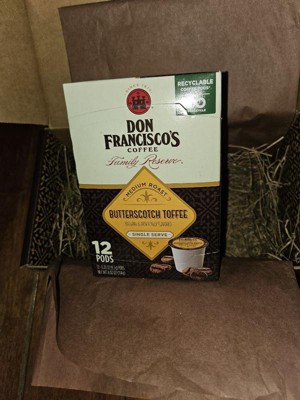 RECYCLABLE
DON
FRANCISCO'S
COFFEE
Family Reserve
MEDIUM ROAST
BUTTERSCOTCH TOFFEE
SINGLE SERVE
12
PODS